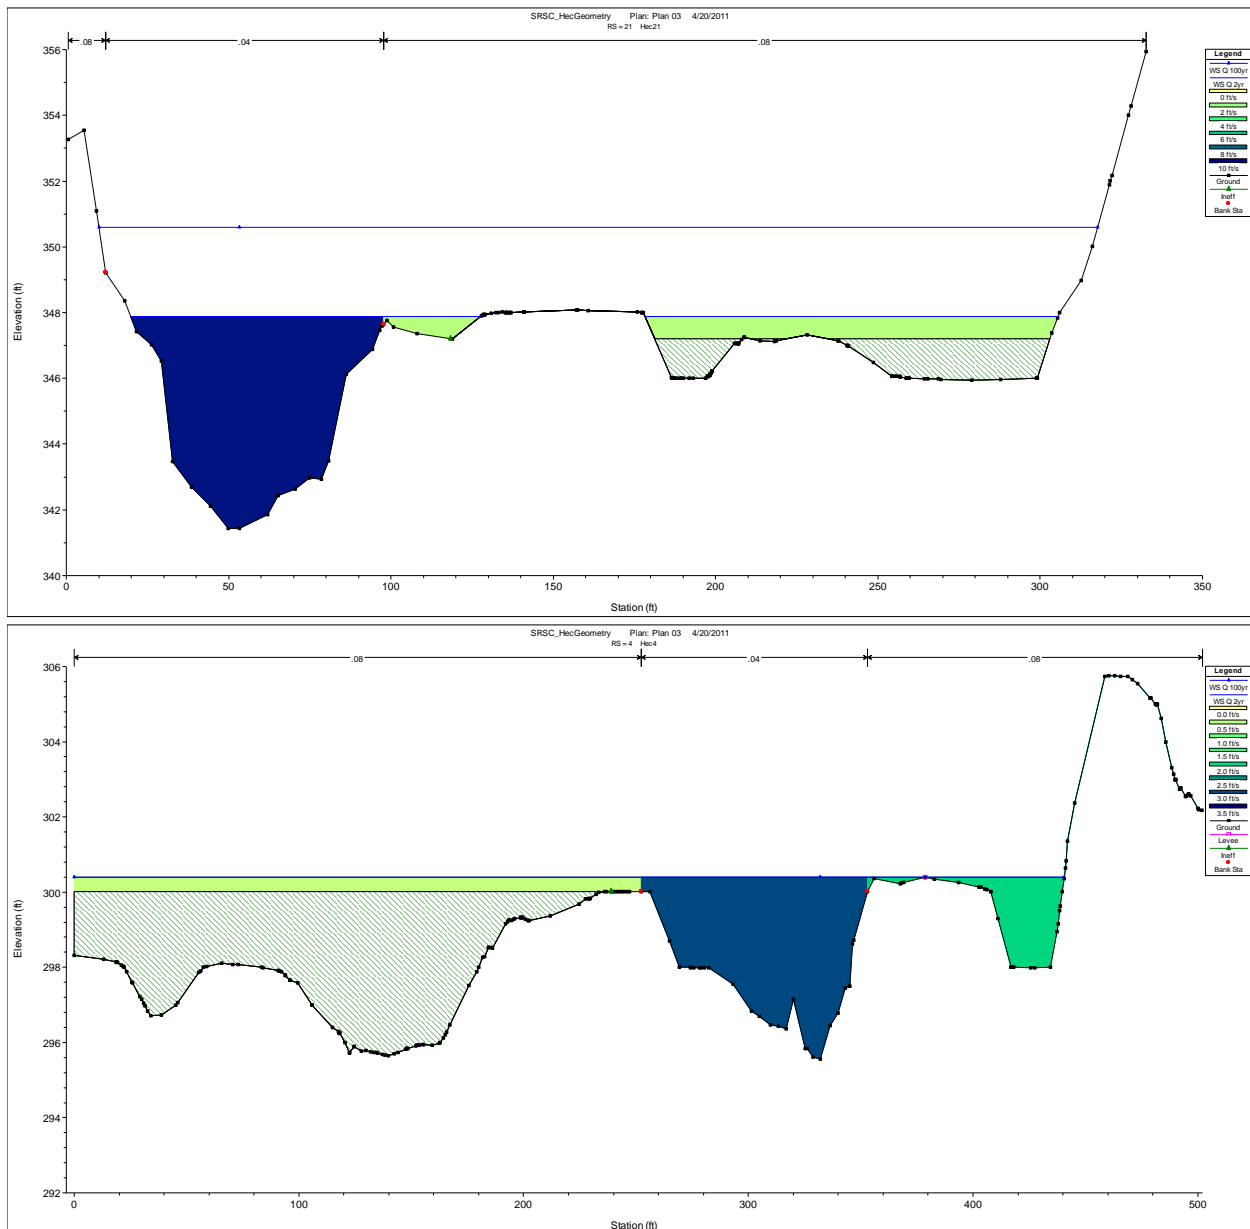 SRSC_HecGeometry Plan: Plan 03 4/20/2011
RS = 21 Hec21
.08
.04
.08
Legend
WS Q 100yr
WS Q 2yr
0 ft/s
2 ft/s
4 ft/s
6 ft/s
8 ft/s
10 ft/s
Ground
Ineff
Bank Sta
Elevation (ft)
356
354
352
350
348
346
344
342
340
0 50 100 150 200 250 300 350
Station (ft)
SRSC_HecGeometry Plan: Plan 03 4/20/2011
RS = 4 Hec4
.08
.04
.08
Legend
WS Q 100yr
WS Q 2yr
0.0 ft/s
0.5 ft/s
1.0 ft/s
1.5 ft/s
2.0 ft/s
2.5 ft/s
3.0 ft/s
3.5 ft/s
Ground
Levee
Ineff
Bank Sta
Elevation (ft)
306
304
302
300
298
296
294
292
0 100 200 300 400 500
Station (ft)